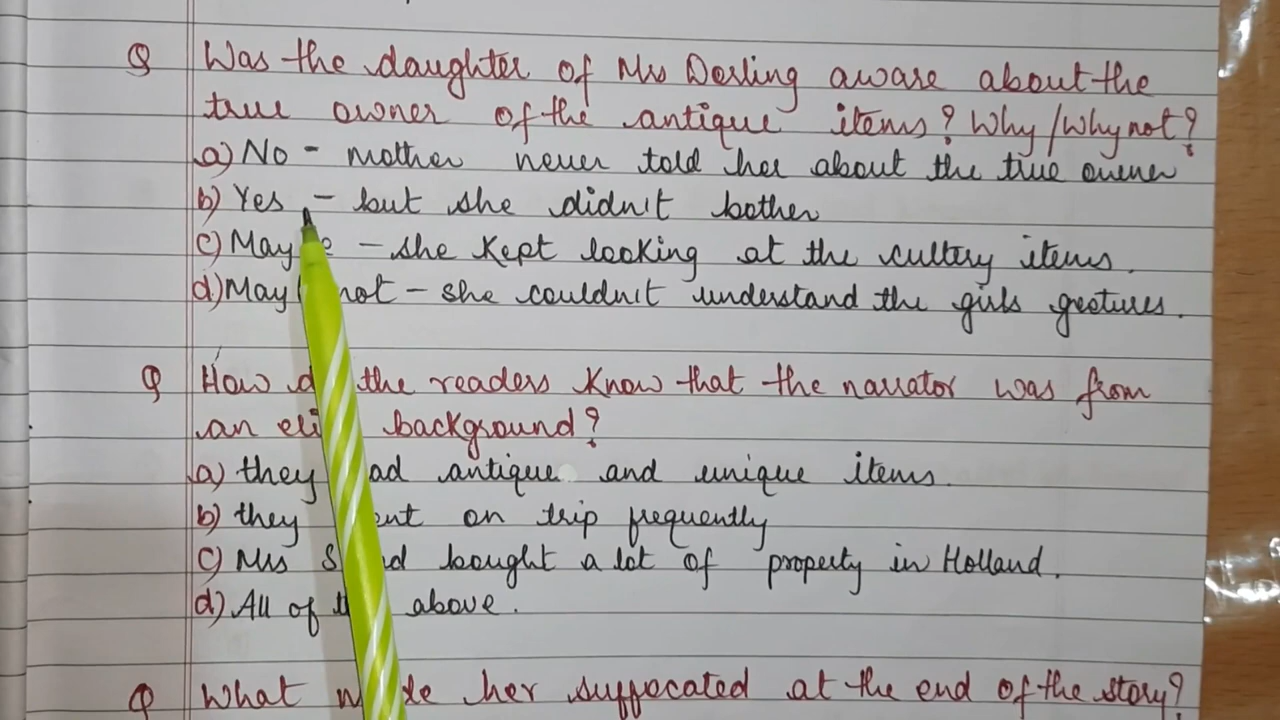 Q Was the daughter of Mrs Dorling aware about the
true owner of the antique items? Why/Why not?
a) No - mother never told her about the true owner
b) Yes - but she didn't bother
c) May - she kept looking at the cultery items.
d) May not - she couldn't understand the girls gestures.
Q How the readers know that the narrator was from
an background?
a) they antique and unique items.
b) they on trip frequently
c) Mrs bought a lot of property in Holland.
d) All of above.
Q What her suffocated at the end of the story?